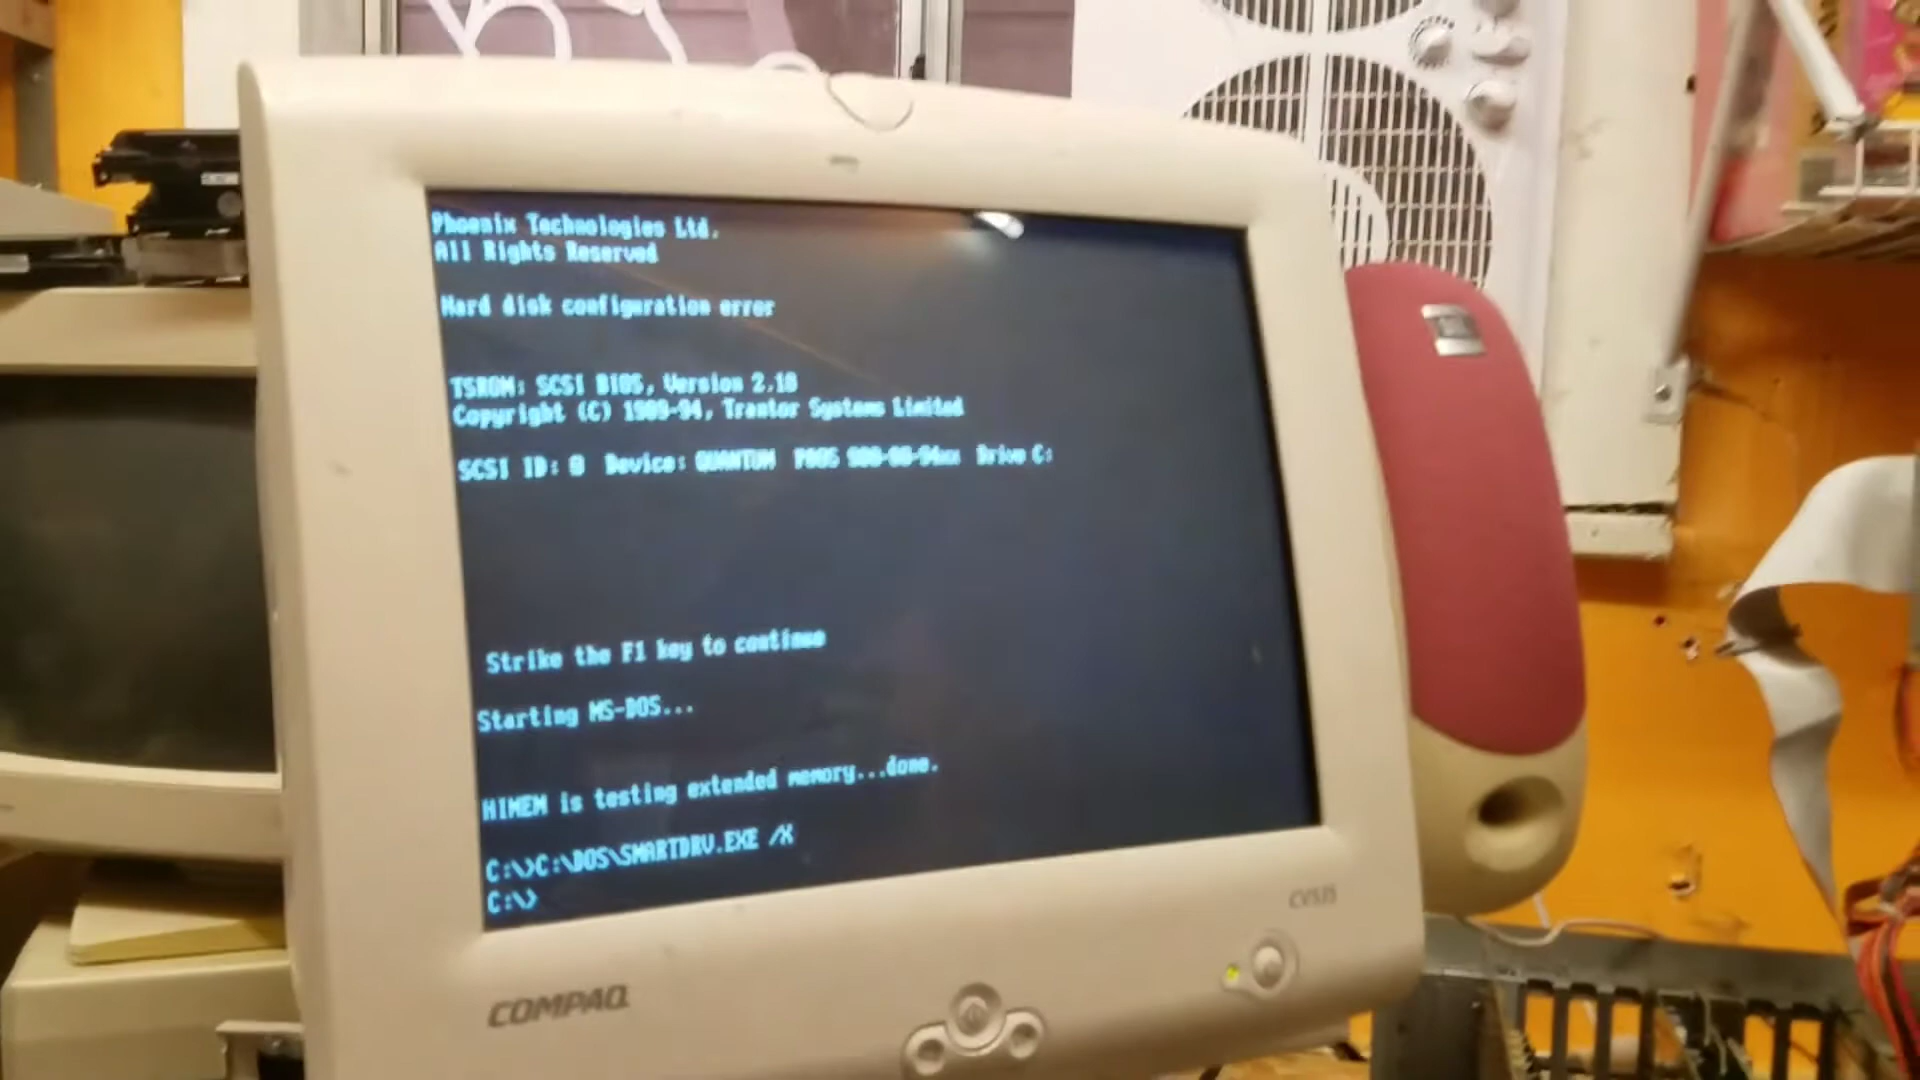 Phoenix Technologies Ltd.
All Rights Reserved
Hard disk configuration error
TSROM: SCSI BIOS, Version 2.18
Copyright (C) 1989-94, Trantor Systems Limited
SCSI ID: 0 Device: QUANTUM Drive C:
Strike the F1 key to continue
Starting MS-DOS...
HIMEM is testing extended memory...done.
C:\>C:\DOS\SMARTDRV.EXE /X
C:\>
CV535
COMPAQ